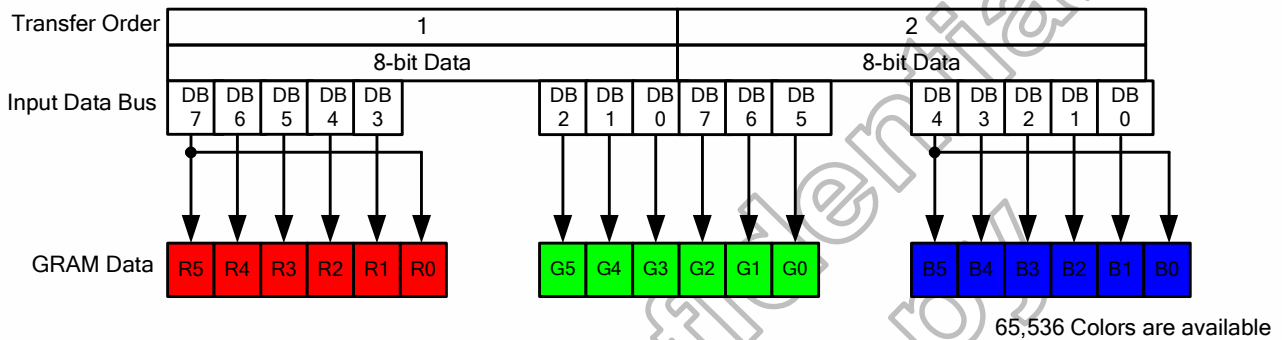 Transfer Order 1 2
8-bit Data 8-bit Data
Input Data Bus DB 7 DB 6 DB 5 DB 4 DB 3 DB 2 DB 1 DB 0 DB 7 DB 6 DB 5 DB 4 DB 3 DB 2 DB 1 DB 0
GRAM Data R5 R4 R3 R2 R1 R0 G5 G4 G3 G2 G1 G0 B5 B4 B3 B2 B1 B0
65,536 Colors are available